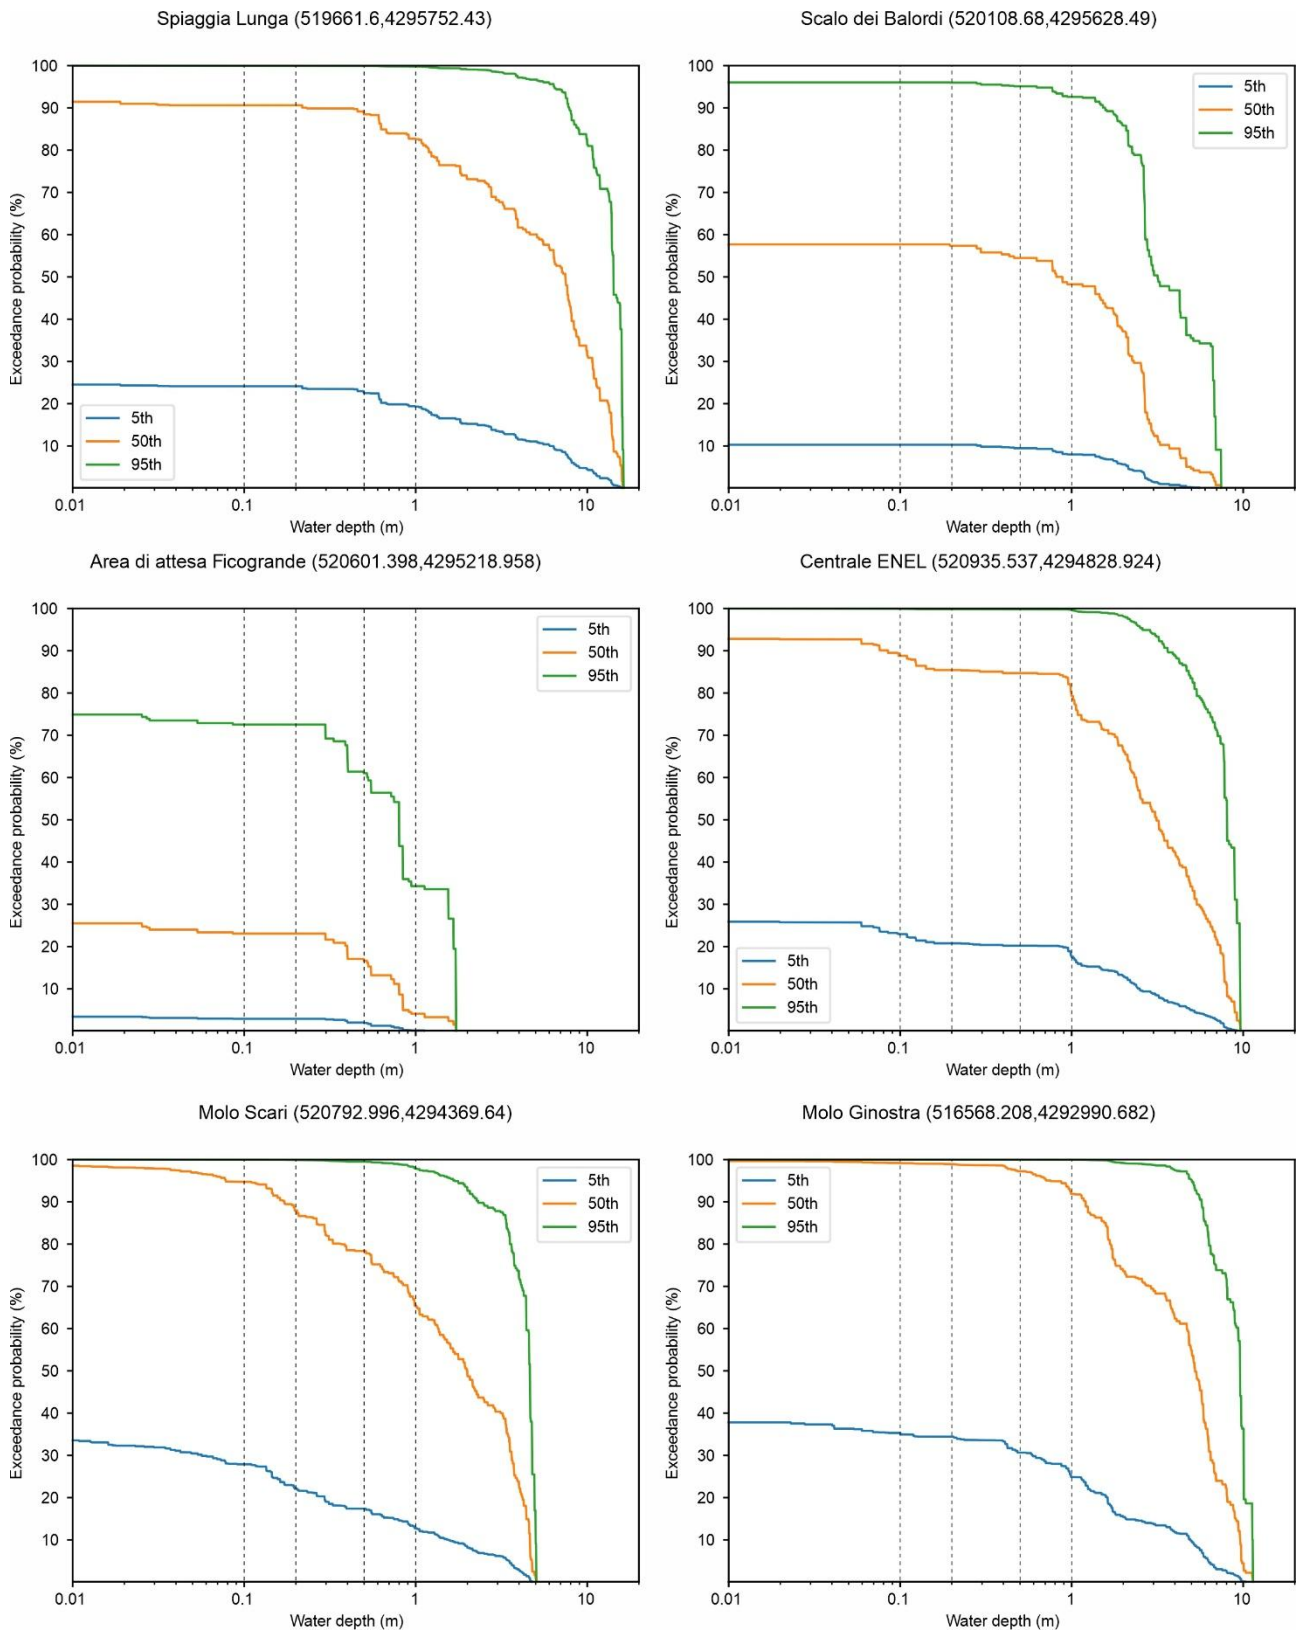 Spiaggia Lunga (519661.6,4295752.43)
100
90
80
70
60
50
40
30
20
10
Exceedance probability (%)
5th
50th
95th
0.01
0.1
1
10
Water depth (m)
Scalo dei Balordi (520108.68,4295628.49)
100
90
80
70
60
50
40
30
20
10
Exceedance probability (%)
5th
50th
95th
0.01
0.1
1
10
Water depth (m)
Area di attesa Ficogrande (520601.398,4295218.958)
100
90
80
70
60
50
40
30
20
10
Exceedance probability (%)
5th
50th
95th
0.01
0.1
1
10
Water depth (m)
Centrale ENEL (520935.537,4294828.924)
100
90
80
70
60
50
40
30
20
10
Exceedance probability (%)
5th
50th
95th
0.01
0.1
1
10
Water depth (m)
Molo Scari (520792.996,4294369.64)
100
90
80
70
60
50
40
30
20
10
Exceedance probability (%)
5th
50th
95th
0.01
0.1
1
10
Water depth (m)
Molo Ginostra (516568.208,4292990.682)
100
90
80
70
60
50
40
30
20
10
Exceedance probability (%)
5th
50th
95th
0.01
0.1
1
10
Water depth (m)